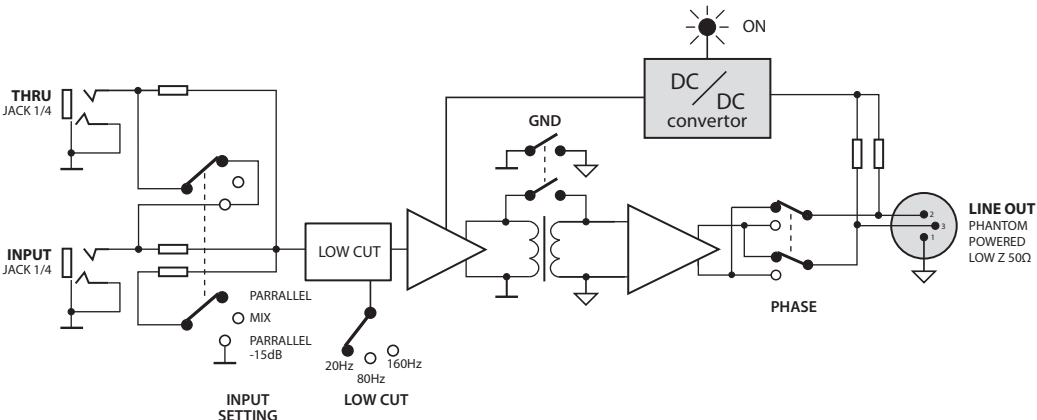 ON
DC
DC
convertor
THRU
JACK 1/4
GND
INPUT
JACK 1/4
LOW CUT
2
3
1
LINE OUT
PHANTOM
POWERED
LOW Z 50Ω
PARRALLEL
MIX
PARALLEL
-15dB
PHASE
20Hz
80Hz
160Hz
INPUT
SETTING
LOW CUT